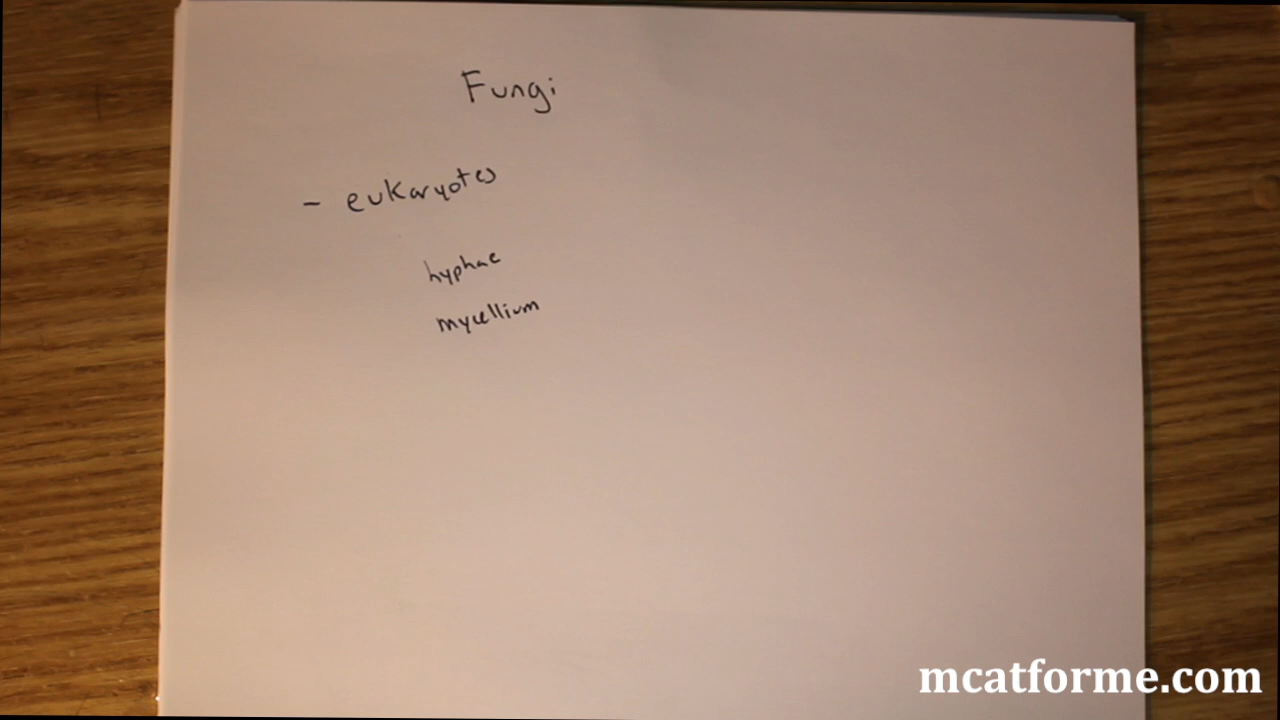 Fungi
- eukaryotes
hyphae
mycellium
mcatforme.com